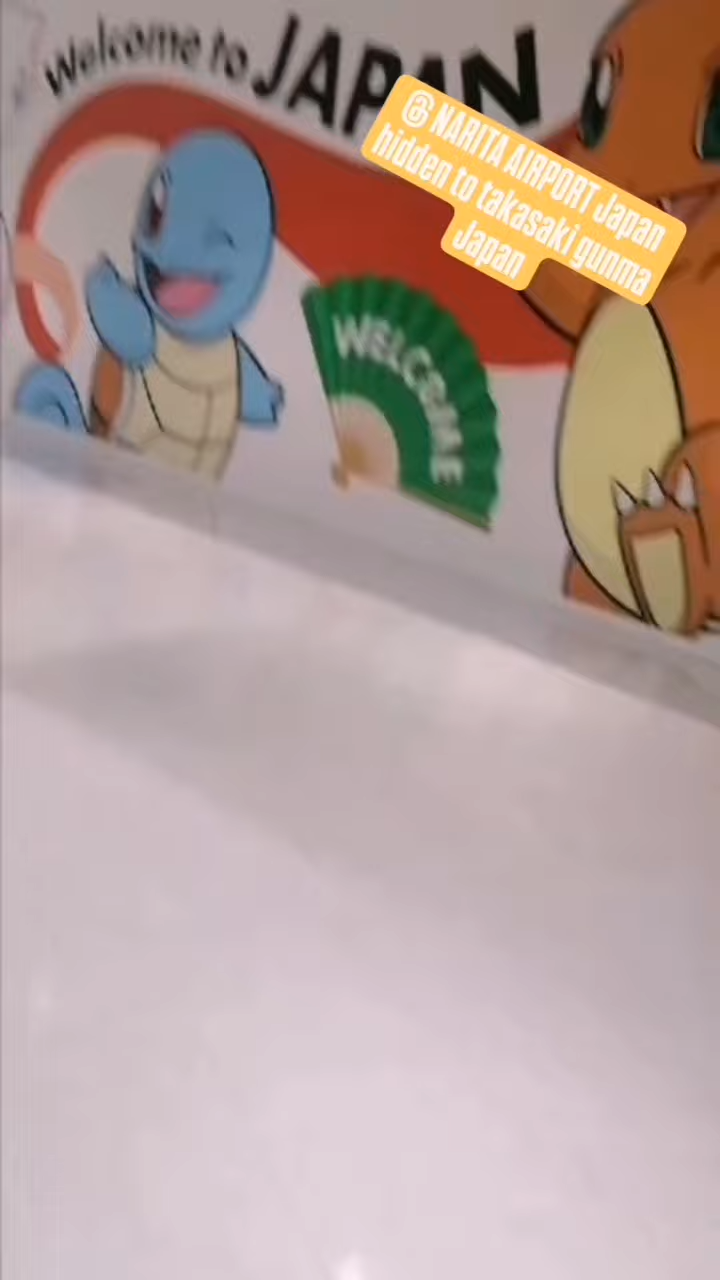 Welcome to JAPAN
@ NARITA AIRPORT Japan
hidden to takasaki gunma
Japan
WELCOME